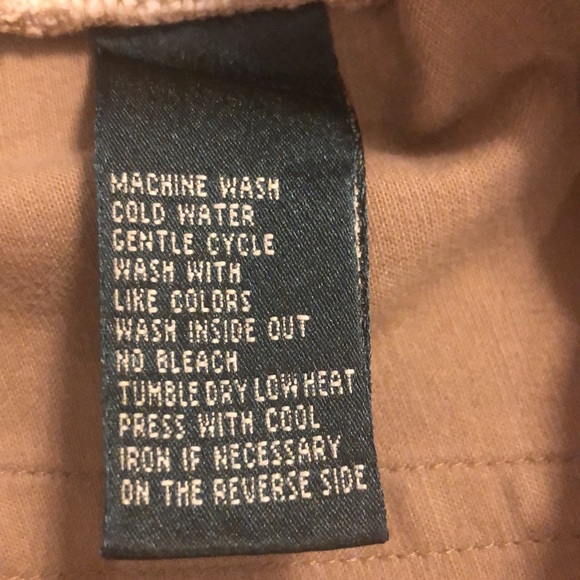 MACHINE WASH
COLD WATER
GENTLE CYCLE
WASH WITH
LIKE COLORS
WASH INSIDE OUT
NO BLEACH
TUMBLE DRY LOW HEAT
PRESS WITH COOL
IRON IF NECESSARY
ON THE REVERSE SIDE